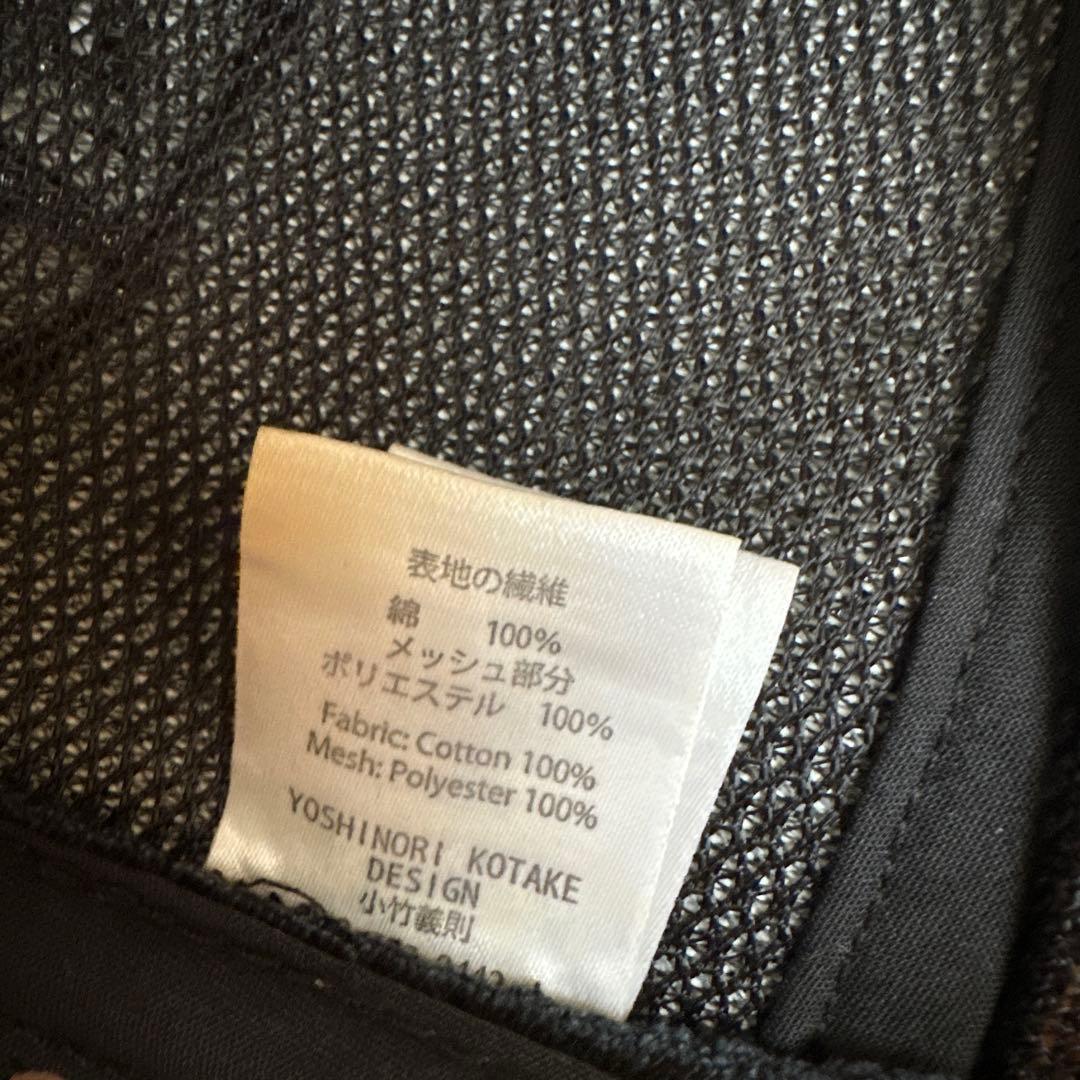 表地の繊維
綿 100%
メッシュ部分
ポリエステル 100%
Fabric: Cotton 100%
Mesh: Polyester 100%
YOSHINORI KOTAKE
DESIGN
小竹義則